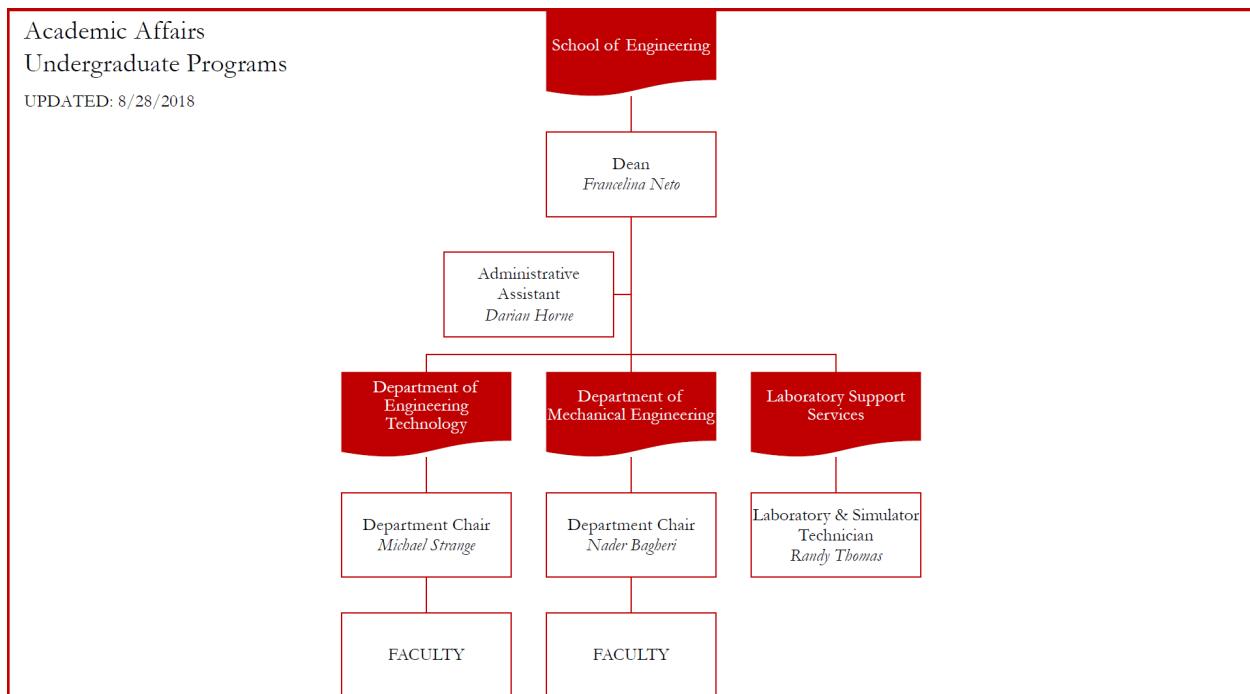 Academic Affairs
Undergraduate Programs
UPDATED: 8/28/2018
School of Engineering
Dean
Francelina Neto
Administrative
Assistant
Darian Horne
Department of
Engineering
Technology
Department of
Mechanical Engineering
Laboratory Support
Services
Department Chair
Michael Strange
Department Chair
Nader Bagheri
Laboratory & Simulator
Technician
Randy Thomas
FACULTY
FACULTY